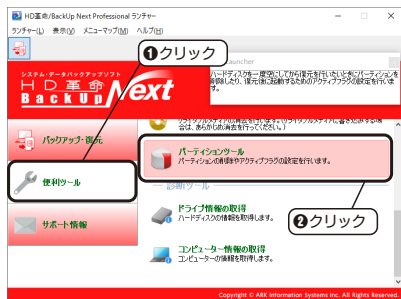 HD革命/BackUp Next Professional ランチャー
ランチャー(L) 表示(V) メニューマップ(M) ヘルプ(H)
❶クリック
auncher
ハードディスクを一度空にしてから復元を行いたいときにパーティションを
削除したり、復元後に起動するためのアクティブフラグの設定を行いま
す。
システム・データバックアップソフト
HD革命
BackUp Next
合は、あらかじめ消去を行ってください。)
バックアップ・復元
パーティションツール
パーティションの削除やアクティブフラグの設定を行います。
便利ツール
診断ツール
ドライブ情報の取得
ハードディスクの情報を取得します。
❷クリック
サポート情報
コンピューター情報の取得
コンピューターの情報を取得します。
Copyright © ARK Information Systems Inc. All Rights Reserved.